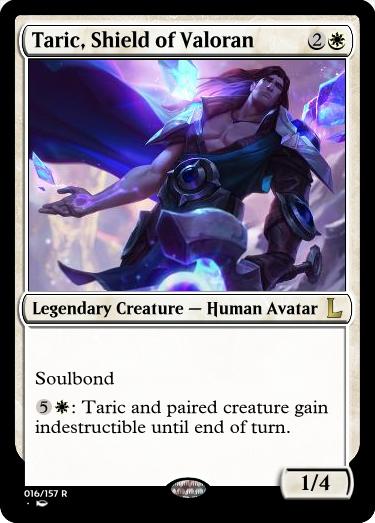 Taric, Shield of Valoran 2
Legendary Creature — Human Avatar L
Soulbond
5: Taric and paired creature gain
indestructible until end of turn.
1/4
016/157 R